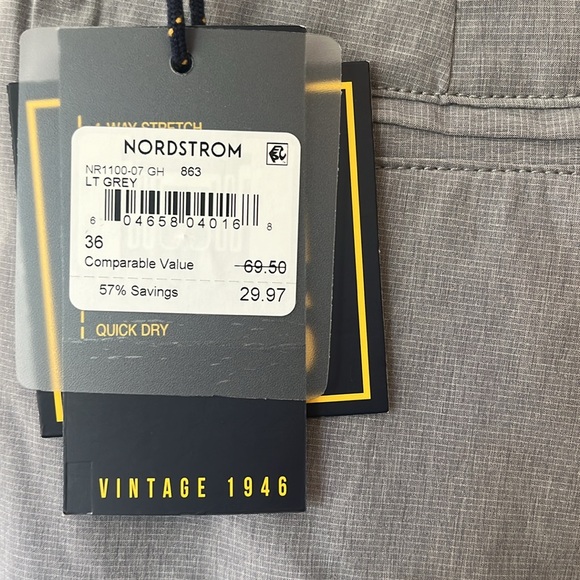 4-WAY STRETCH
NORDSTROM
NR1100-07 GH 863
LT GREY
6 04658 04016 8
36
Comparable Value 69.50
57% Savings 29.97
QUICK DRY
VINTAGE 1946